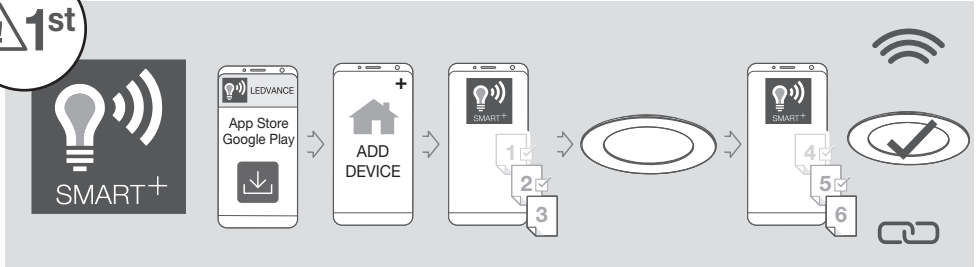 1st
SMART+
LEDVANCE
App Store
Google Play
+
ADD
DEVICE
SMART+
1
2
3
SMART+
4
5
6